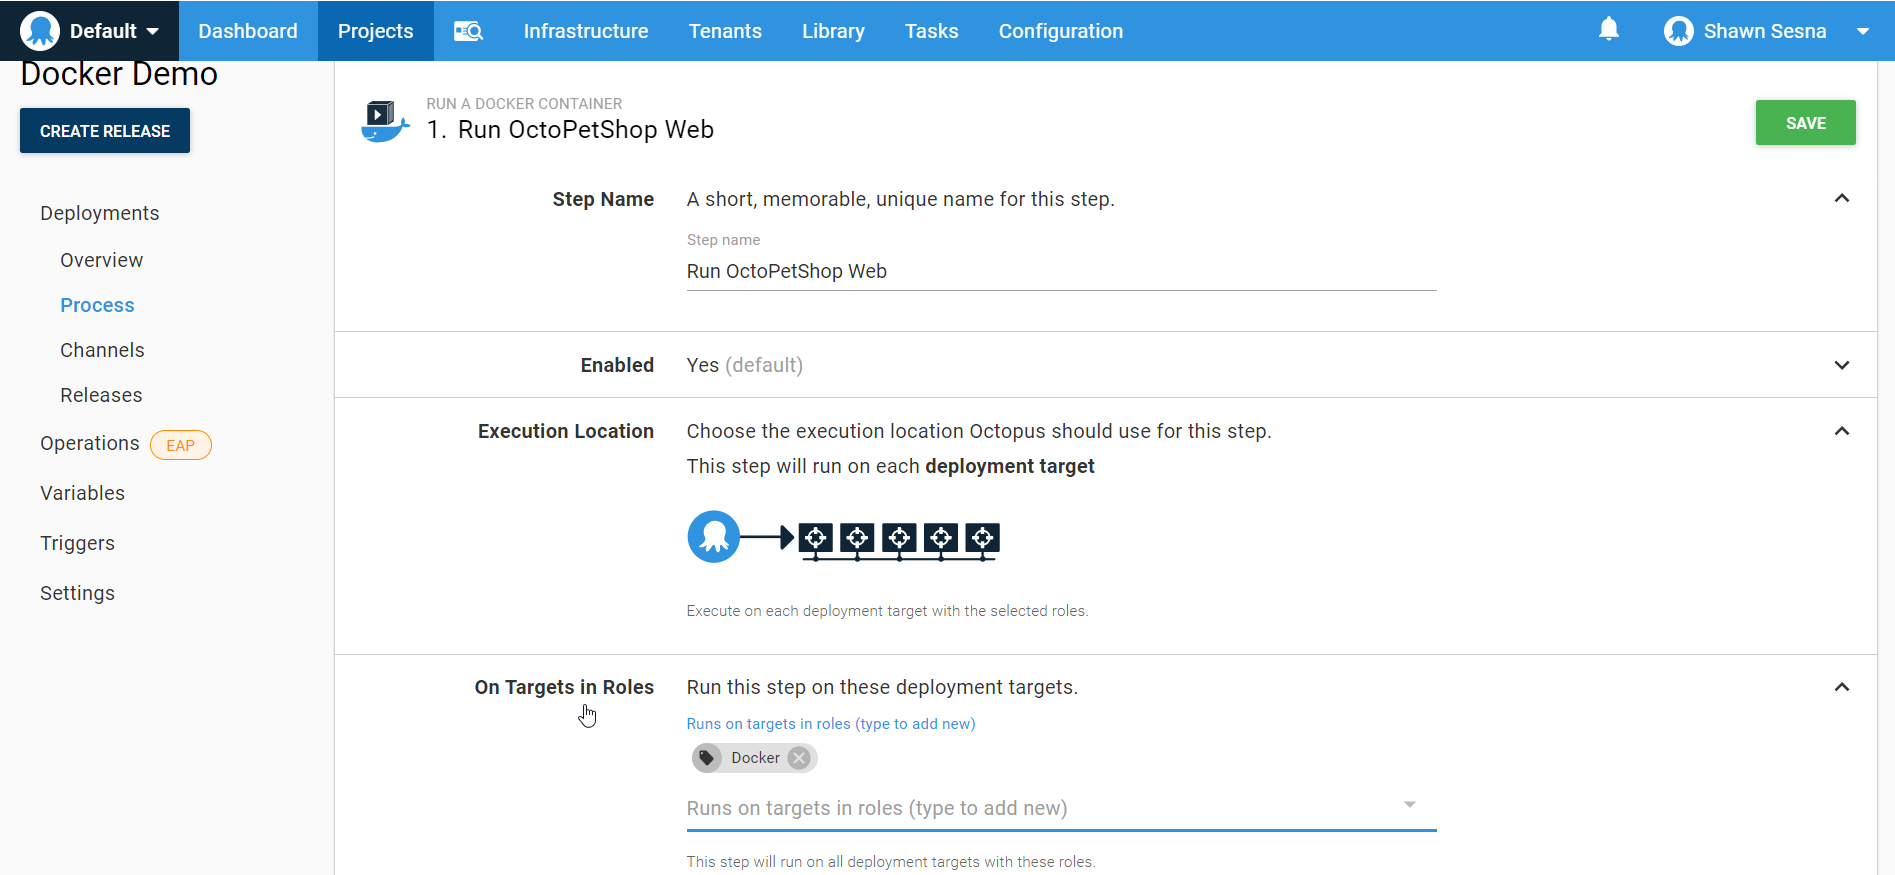 Default
Dashboard
Projects
Infrastructure
Tenants
Library
Tasks
Configuration
Shawn Sesna
Docker Demo
CREATE RELEASE
Deployments
Overview
Process
Channels
Releases
Operations EAP
Variables
Triggers
Settings
RUN A DOCKER CONTAINER
1. Run OctoPetShop Web
SAVE
Step Name
A short, memorable, unique name for this step.
Step name
Run OctoPetShop Web
Enabled
Yes (default)
Execution Location
Choose the execution location Octopus should use for this step.
This step will run on each deployment target
Execute on each deployment target with the selected roles.
On Targets in Roles
Run this step on these deployment targets.
Runs on targets in roles (type to add new)
Docker
Runs on targets in roles (type to add new)
This step will run on all deployment targets with these roles.